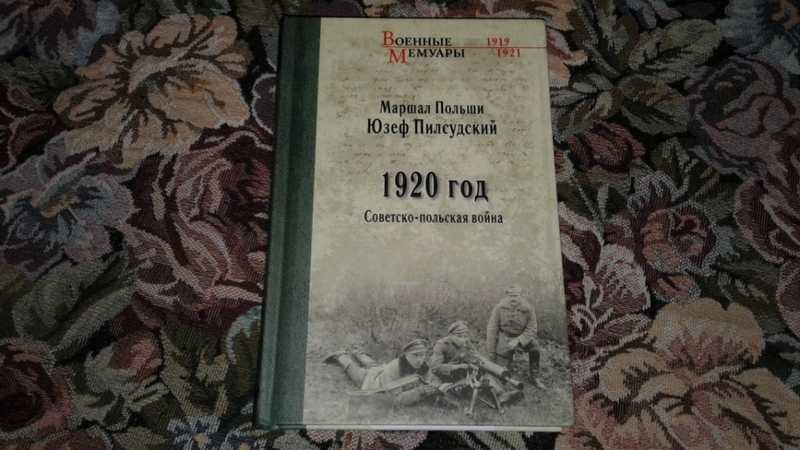 Военные 1919
Мемуары 1921
Маршал Польши
Юзеф Пилсудский
1920 год
Советско-польская война